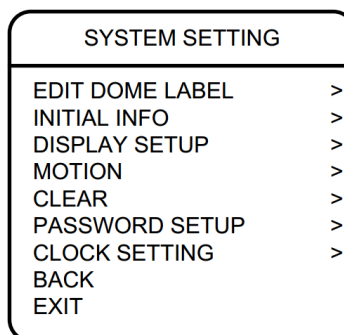 SYSTEM SETTING
EDIT DOME LABEL >
INITIAL INFO >
DISPLAY SETUP >
MOTION >
CLEAR >
PASSWORD SETUP >
CLOCK SETTING >
BACK
EXIT